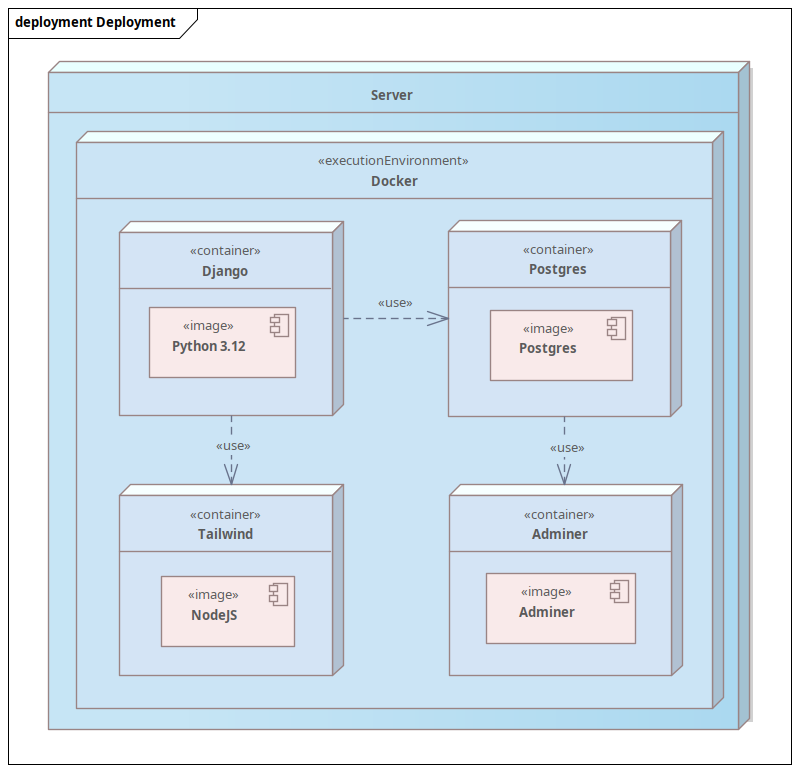 deployment Deployment
Server
«executionEnvironment»
Docker
«container»
Django
«image»
Python 3.12
«use»
«container»
Postgres
«image»
Postgres
«use»
«use»
«container»
Tailwind
«image»
NodeJS
«container»
Adminer
«image»
Adminer